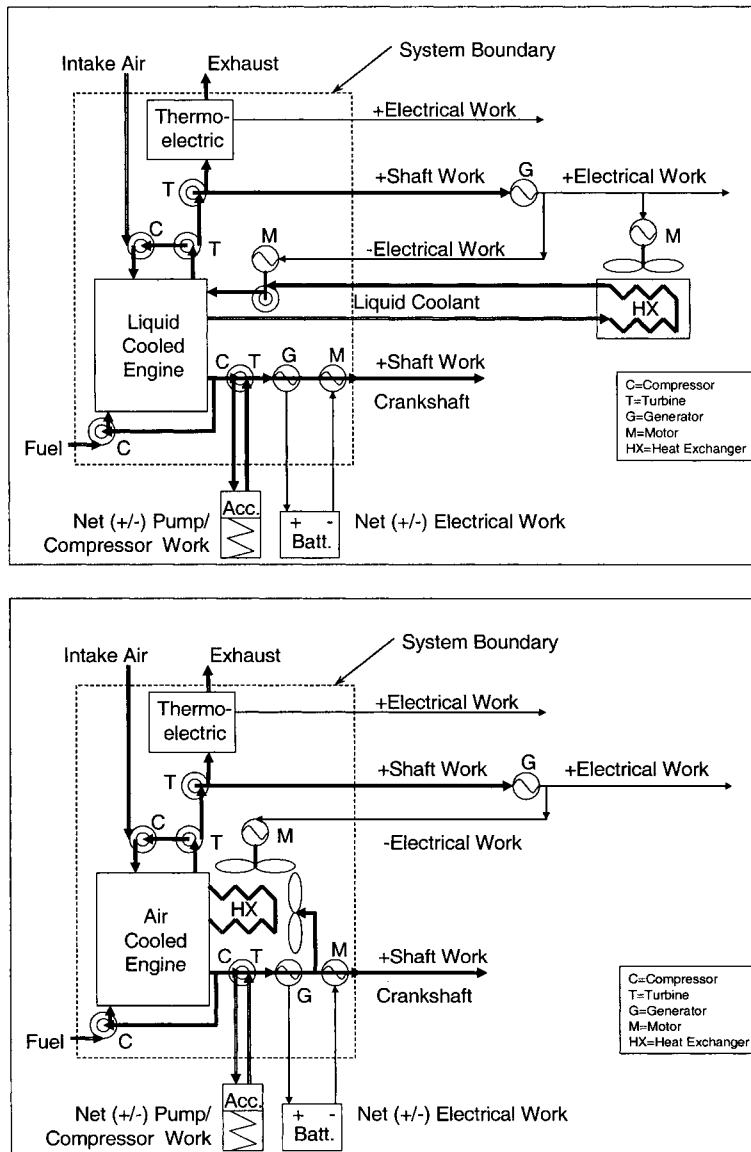 System Boundary
Intake Air
Exhaust
Thermo-
electric
+Electrical Work
T
+Shaft Work
G
+Electrical Work
C
T
M
-Electrical Work
M
Liquid Coolant
HX
Liquid
Cooled
Engine
C
T
G
M
+Shaft Work
Crankshaft
Fuel
C
C=Compressor
T=Turbine
G=Generator
M=Motor
HX=Heat Exchanger
Net (+/-) Pump/
Compressor Work
Acc.
+ -
Batt.
Net (+/-) Electrical Work
System Boundary
Intake Air
Exhaust
Thermo-
electric
+Electrical Work
T
+Shaft Work
G
+Electrical Work
C
T
M
-Electrical Work
HX
Air
Cooled
Engine
C
T
G
M
+Shaft Work
Crankshaft
Fuel
C
C=Compressor
T=Turbine
G=Generator
M=Motor
HX=Heat Exchanger
Net (+/-) Pump/
Compressor Work
Acc.
+ -
Batt.
Net (+/-) Electrical Work